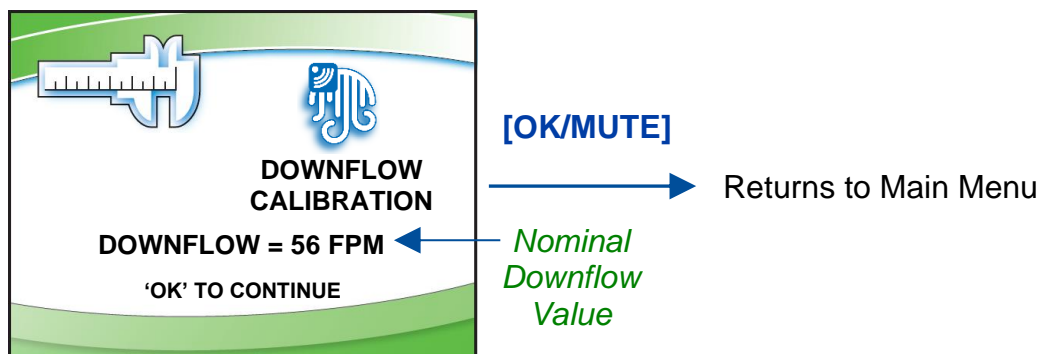 DOWNFLOW
CALIBRATION
DOWNFLOW = 56 FPM
‘OK’ TO CONTINUE
[OK/MUTE]
Returns to Main Menu
Nominal
Downflow
Value